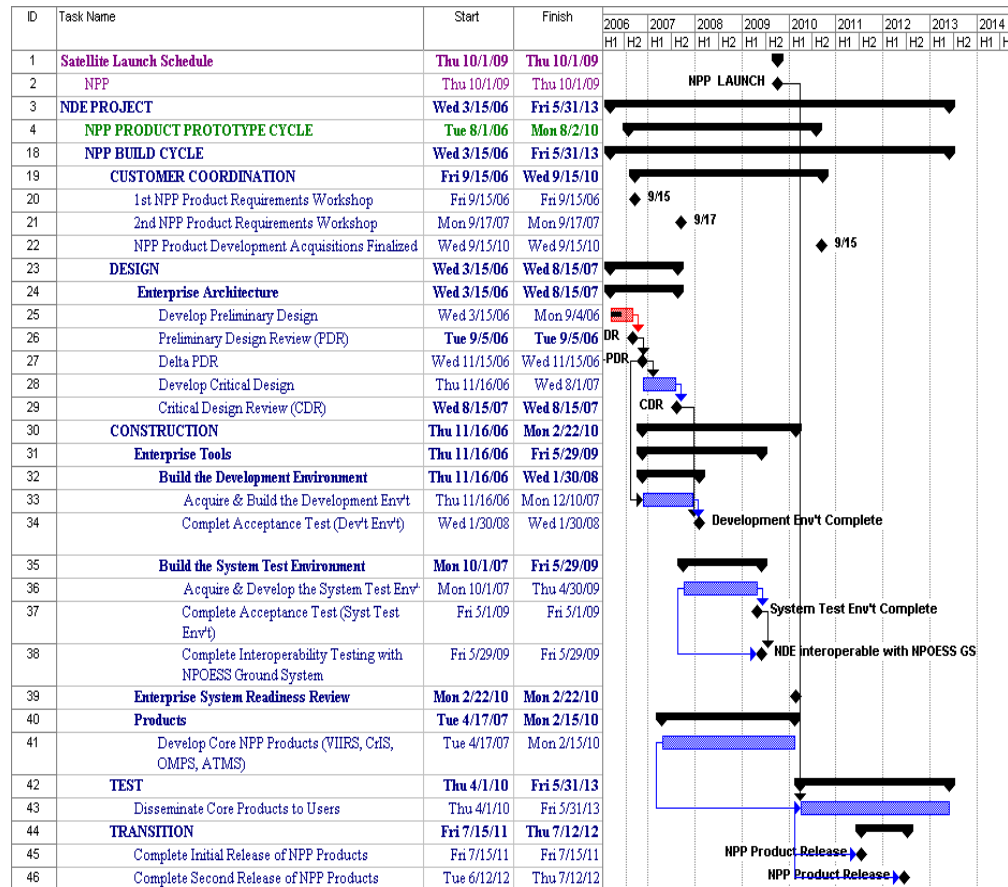 ID Task Name Start Finish 2006 2007 2008 2009 2010 2011 2012 2013 2014
H1 H2 H1 H2 H1 H2 H1 H2 H1 H2 H1 H2 H1 H2 H1 H2 H1
1 Satellite Launch Schedule Thu 10/1/09 Thu 10/1/09
2 NPP Thu 10/1/09 Thu 10/1/09 NPP LAUNCH
3 NDE PROJECT Wed 3/15/06 Fri 5/31/13
4 NPP PRODUCT PROTOTYPE CYCLE Tue 8/1/06 Mon 8/2/10
18 NPP BUILD CYCLE Wed 3/15/06 Fri 5/31/13
19 CUSTOMER COORDINATION Fri 9/15/06 Wed 9/15/10
20 1st NPP Product Requirements Workshop Fri 9/15/06 Fri 9/15/06 9/15
21 2nd NPP Product Requirements Workshop Mon 9/17/07 Mon 9/17/07 9/17
22 NPP Product Development Acquisitions Finalized Wed 9/15/10 Wed 9/15/10 9/15
23 DESIGN Wed 3/15/06 Wed 8/15/07
24 Enterprise Architecture Wed 3/15/06 Wed 8/15/07
25 Develop Preliminary Design Wed 3/15/06 Mon 9/4/06
26 Preliminary Design Review (PDR) Tue 9/5/06 Tue 9/5/06 DR
27 Delta PDR Wed 11/15/06 Wed 11/15/06 -PDR
28 Develop Critical Design Thu 11/16/06 Wed 8/1/07
29 Critical Design Review (CDR) Wed 8/15/07 Wed 8/15/07 CDR
30 CONSTRUCTION Thu 11/16/06 Mon 2/22/10
31 Enterprise Tools Thu 11/16/06 Fri 5/29/09
32 Build the Development Environment Thu 11/16/06 Wed 1/30/08
33 Acquire & Build the Development Env't Thu 11/16/06 Mon 12/10/07
34 Complet Acceptance Test (Dev't Env't) Wed 1/30/08 Wed 1/30/08 Development Env't Complete
35 Build the System Test Environment Mon 10/1/07 Fri 5/29/09
36 Acquire & Develop the System Test Env' Mon 10/1/07 Thu 4/30/09
37 Complete Acceptance Test (Syst Test Fri 5/1/09 Fri 5/1/09 System Test Env't Complete
Env't)
38 Complete Interoperability Testing with Fri 5/29/09 Fri 5/29/09 NDE interoperable with NPOESS GS
NPOESS Ground System
39 Enterprise System Readiness Review Mon 2/22/10 Mon 2/22/10
40 Products Tue 4/17/07 Mon 2/15/10
41 Develop Core NPP Products (VIIRS, CrIS, Tue 4/17/07 Mon 2/15/10
OMPS, ATMS)
42 TEST Thu 4/1/10 Fri 5/31/13
43 Disseminate Core Products to Users Thu 4/1/10 Fri 5/31/13
44 TRANSITION Fri 7/15/11 Thu 7/12/12
45 Complete Initial Release of NPP Products Fri 7/15/11 Fri 7/15/11 NPP Product Release
46 Complete Second Release of NPP Products Tue 6/12/12 Thu 7/12/12 NPP Product Release